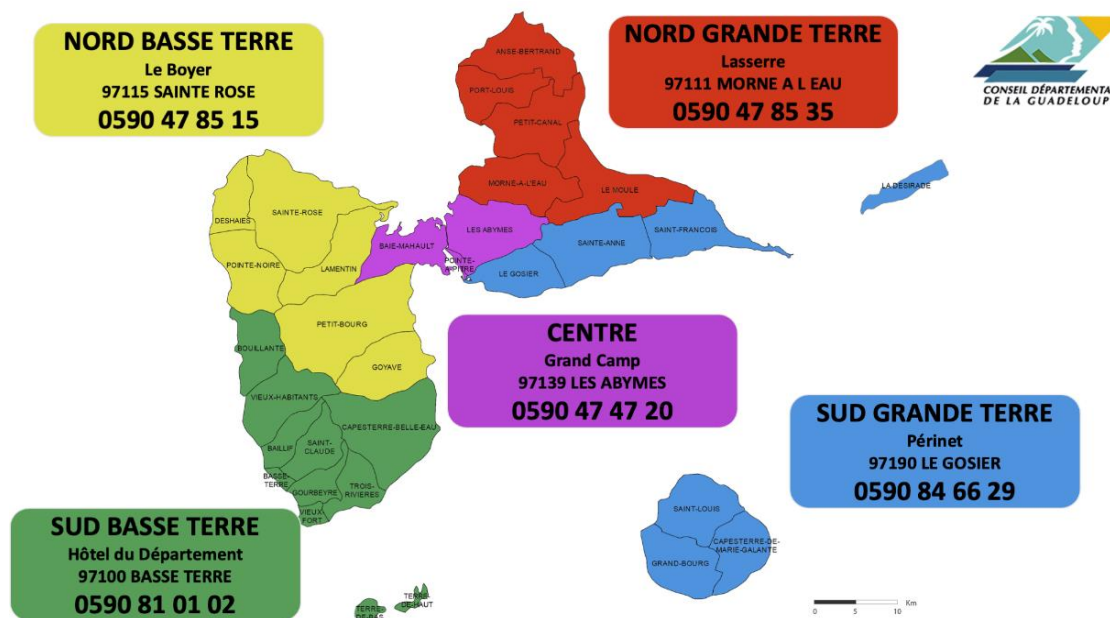 NORD BASSE TERRE
Le Boyer
97115 SAINTE ROSE
0590 47 85 15
NORD GRANDE TERRE
Lasserre
97111 MORNE A L EAU
0590 47 85 35
CONSEIL DÉPARTEMENTA
DE LA GUADELOUP
ANSE-BERTRAND
PORT-LOUIS
PETIT-CANAL
MORNE-A-L'EAU
LE MOULE
LA DESIRADE
DESHAIES
SAINTE-ROSE
POINTE-NOIRE
LAMENTIN
BAIE-MAHAULT
LES ABYMES
POINTE-
A-PITRE
LE GOSIER
SAINTE-ANNE
SAINT-FRANCOIS
PETIT-BOURG
GOYAVE
BOUILLANTE
VIEUX-HABITANTS
CAPESTERRE-BELLE-EAU
BAILLIF
SAINT-
CLAUDE
BASSE-
TERRE
GOURBEYRE
TROIS-
RIVIERES
VIEUX-
FORT
CENTRE
Grand Camp
97139 LES ABYMES
0590 47 47 20
SUD GRANDE TERRE
Périnet
97190 LE GOSIER
0590 84 66 29
SUD BASSE TERRE
Hôtel du Département
97100 BASSE TERRE
0590 81 01 02
TERRE-
DE-BAS
TERRE-
DE-HAUT
SAINT-LOUIS
CAPESTERRE-DE-
MARIE-GALANTE
GRAND-BOURG
0 5 10 Km